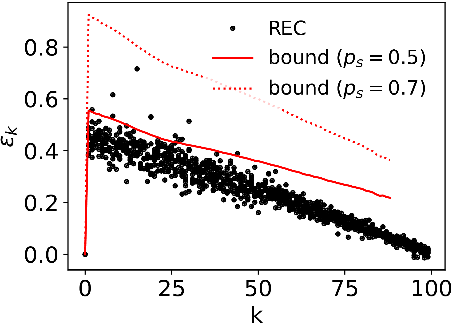 REC
bound (pₛ = 0.5)
bound (pₛ = 0.7)
0.8
0.6
0.4
0.2
0.0
εₖ
0 25 50 75 100
k